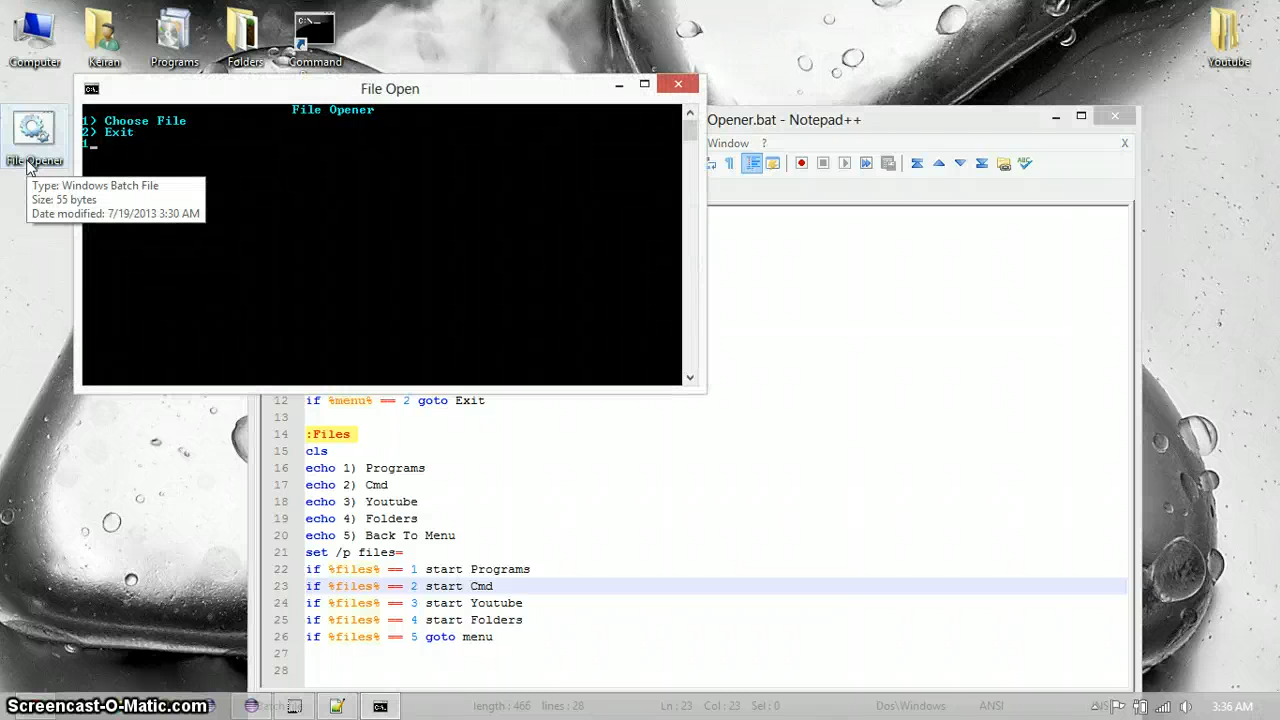 Computer
Keiran
Programs
Folders
Command
Youtube
File Open
File Opener
1) Choose File
2) Exit
1_
File Opener
Type: Windows Batch File
Size: 55 bytes
Date modified: 7/19/2013 3:30 AM
Opener.bat - Notepad++
Window ?
X
12 if %menu% == 2 goto Exit
13
14 :Files
15 cls
16 echo 1) Programs
17 echo 2) Cmd
18 echo 3) Youtube
19 echo 4) Folders
20 echo 5) Back To Menu
21 set /p files=
22 if %files% == 1 start Programs
23 if %files% == 2 start Cmd
24 if %files% == 3 start Youtube
25 if %files% == 4 start Folders
26 if %files% == 5 goto menu
27
28
length : 466 lines : 28 Ln : 23 Col : 23 Sel : 0 Dos\Windows ANSI
Screencast-O-Matic.com
3:36 AM